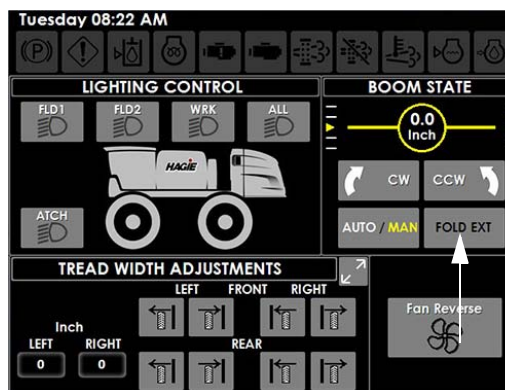 Tuesday 08:22 AM
LIGHTING CONTROL
BOOM STATE
FLD1
FLD2
WRK
ALL
0.0
Inch
HAGIE
CW
CCW
ATCH
AUTO / MAN
FOLD EXT
TREAD WIDTH ADJUSTMENTS
LEFT FRONT RIGHT
Fan Reverse
Inch
LEFT RIGHT
REAR
0 0